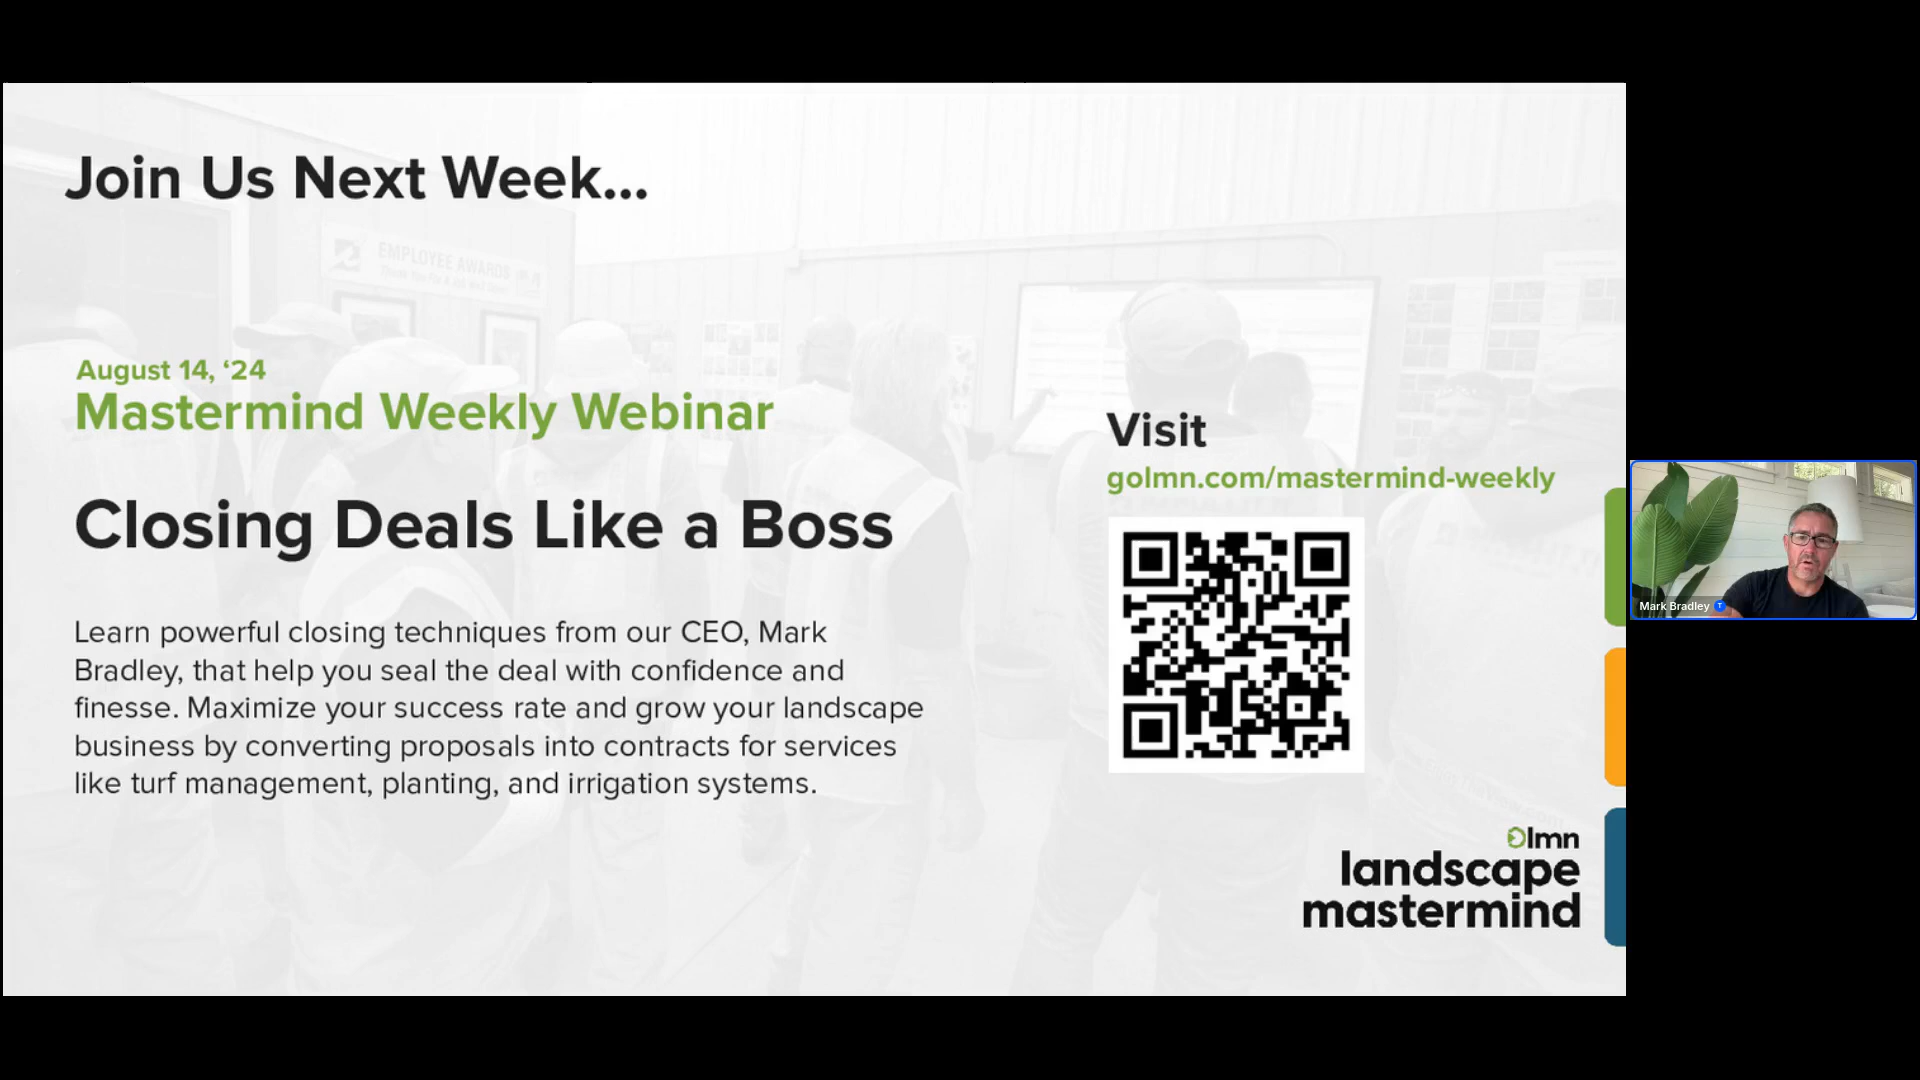 Join Us Next Week...
EMPLOYEE AWARDS
August 14, ‘24
Mastermind Weekly Webinar
Closing Deals Like a Boss
Learn powerful closing techniques from our CEO, Mark
Bradley, that help you seal the deal with confidence and
finesse. Maximize your success rate and grow your landscape
business by converting proposals into contracts for services
like turf management, planting, and irrigation systems.
Visit
golmn.com/mastermind-weekly
lmn
landscape
mastermind
Mark Bradley